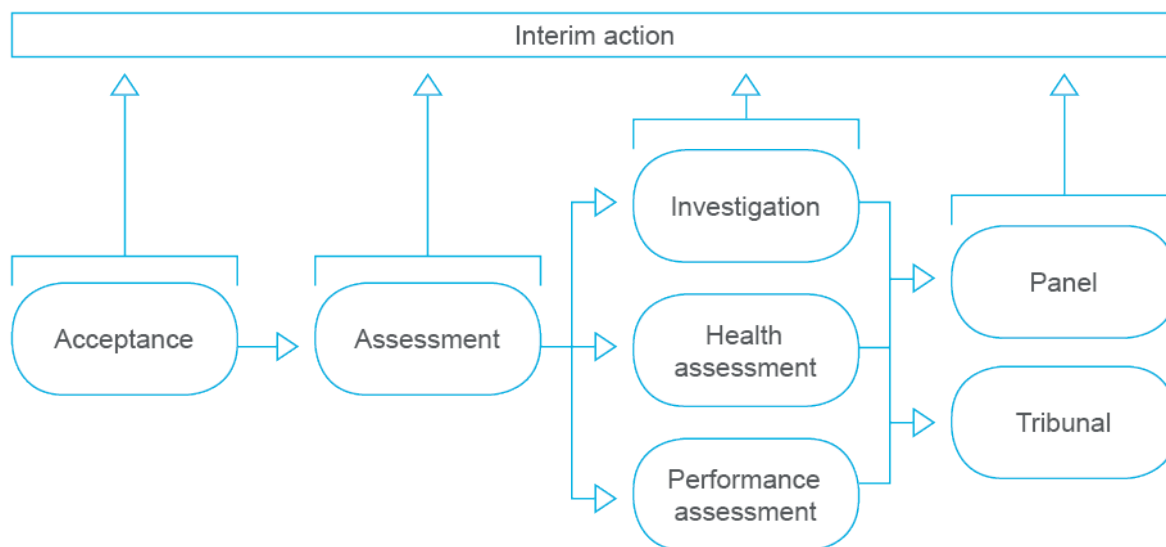 Interim action
Acceptance
Assessment
Investigation
Health
assessment
Performance
assessment
Panel
Tribunal